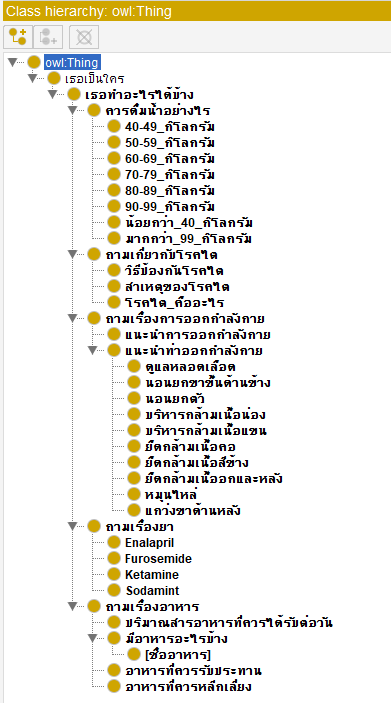 Class hierarchy: owl:Thing
owl:Thing
เธอเป็นใคร
เธอทำอะไรได้บ้าง
ควรดื่มน้ำอย่างไร
40-49_กิโลกรัม
50-59_กิโลกรัม
60-69_กิโลกรัม
70-79_กิโลกรัม
80-89_กิโลกรัม
90-99_กิโลกรัม
น้อยกว่า_40_กิโลกรัม
มากกว่า_99_กิโลกรัม
ถามเกี่ยวกับโรคไต
วิธีป้องกันโรคไต
สาเหตุของโรคไต
โรคไต_คืออะไร
ถามเรื่องการออกกำลังกาย
แนะนำการออกกำลังกาย
แนะนำท่าออกกำลังกาย
ดูแลหลอดเลือด
นอนยกขาขึ้นด้านข้าง
นอนยกตัว
บริหารกล้ามเนื้อน่อง
บริหารกล้ามเนื้อแขน
ยืดกล้ามเนื้อคอ
ยืดกล้ามเนื้อสีข้าง
ยืดกล้ามเนื้ออกและหลัง
หมุนไหล่
แกว่งขาด้านหลัง
ถามเรื่องยา
Enalapril
Furosemide
Ketamine
Sodamint
ถามเรื่องอาหาร
ปริมาณสารอาหารที่ควรได้รับต่อวัน
มีอาหารอะไรบ้าง
[ชื่ออาหาร]
อาหารที่ควรรับประทาน
อาหารที่ควรหลีกเลี่ยง